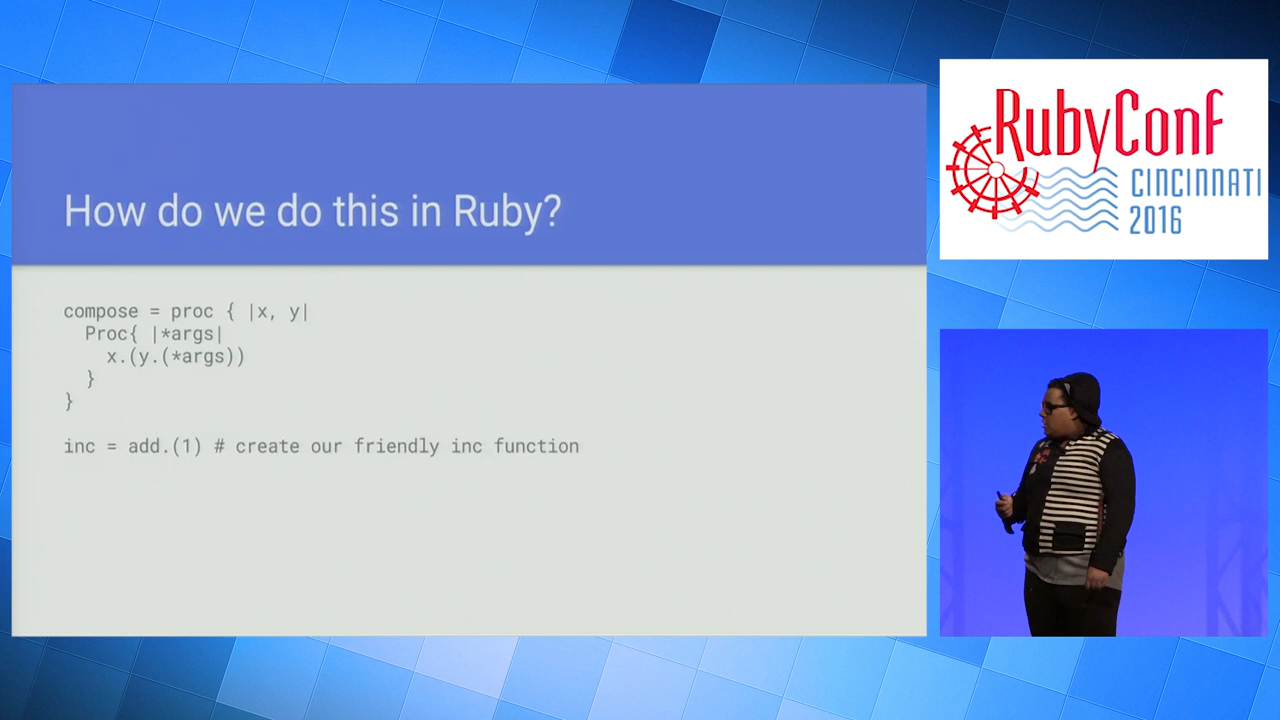 How do we do this in Ruby?
compose = proc { |x, y|
  Proc{ |*args|
    x.(y.(*args))
  }
}
inc = add.(1) # create our friendly inc function
RubyConf
CINCINNATI
2016